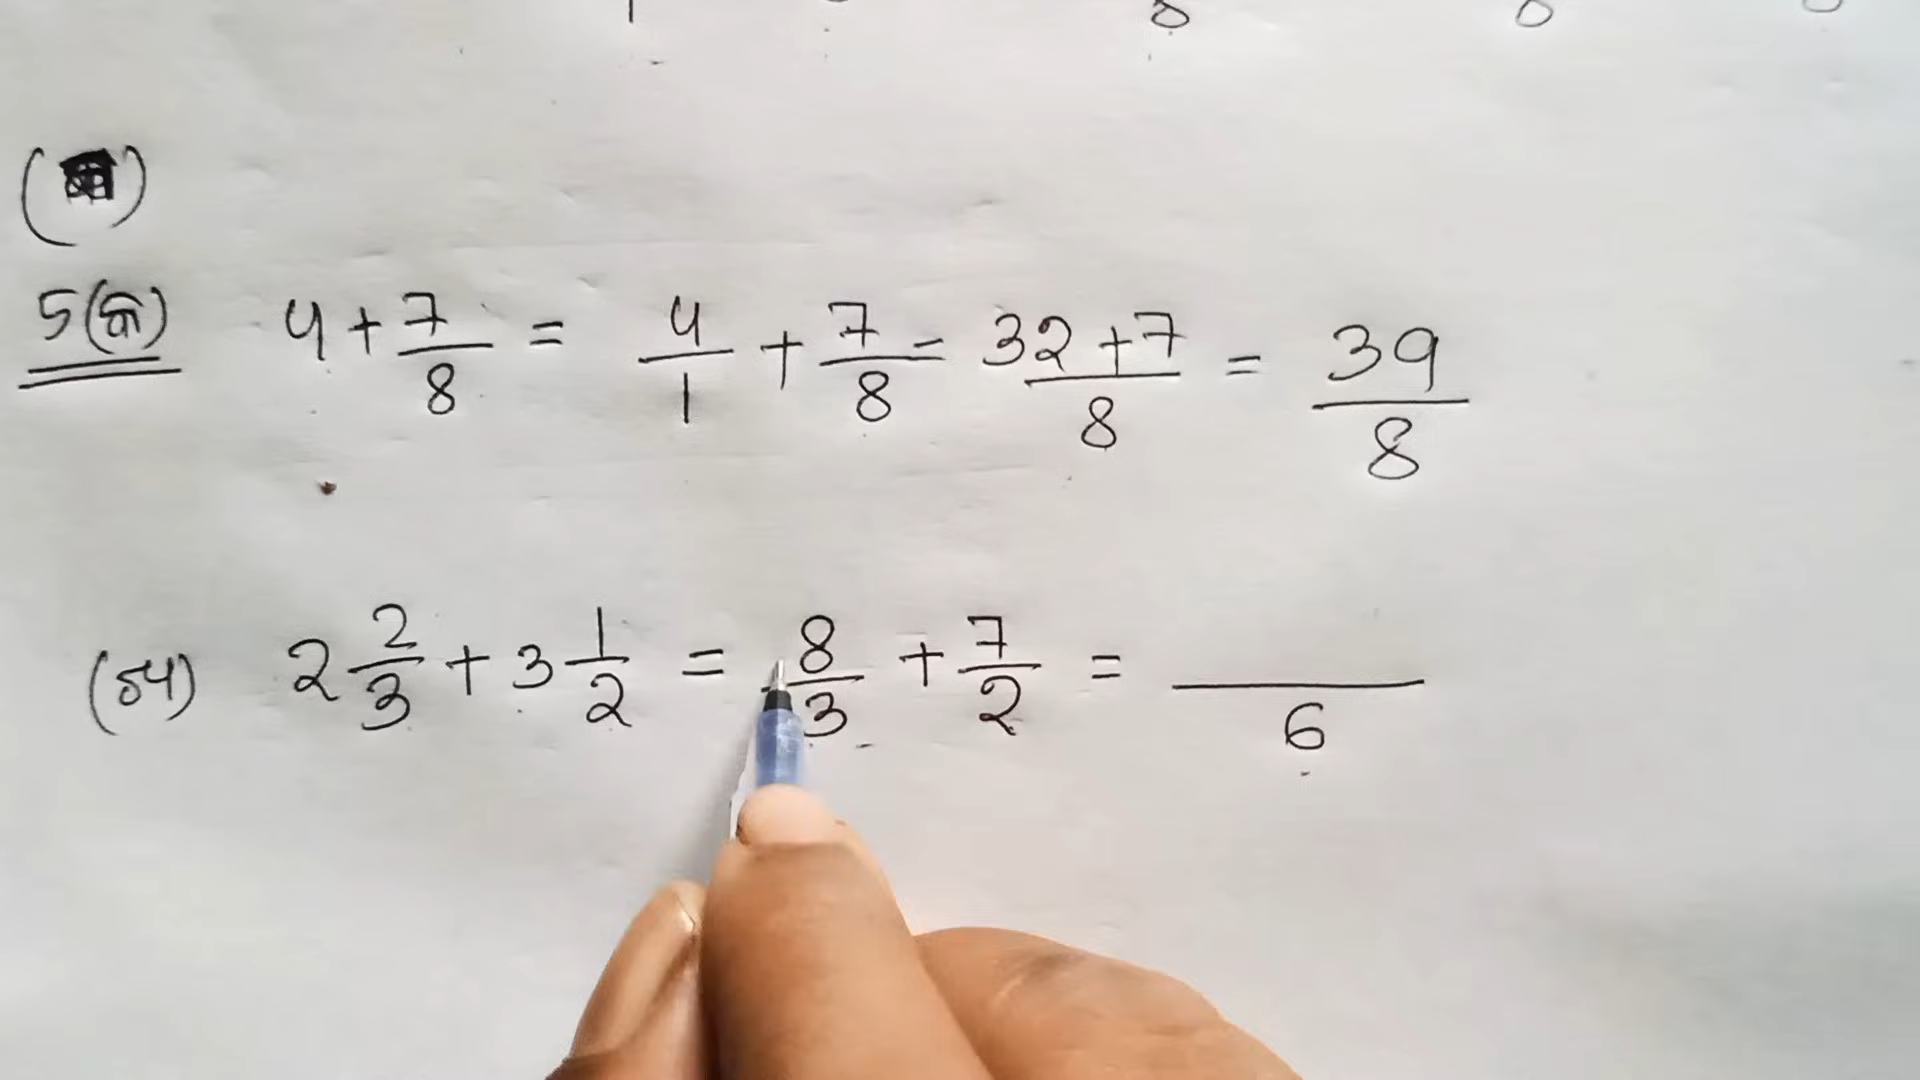 5(क) 4 + 7/8 = 4/1 + 7/8 = 32+7/8 = 39/8
2 2/3 + 3 1/2 = 8/3 + 7/2 = /6